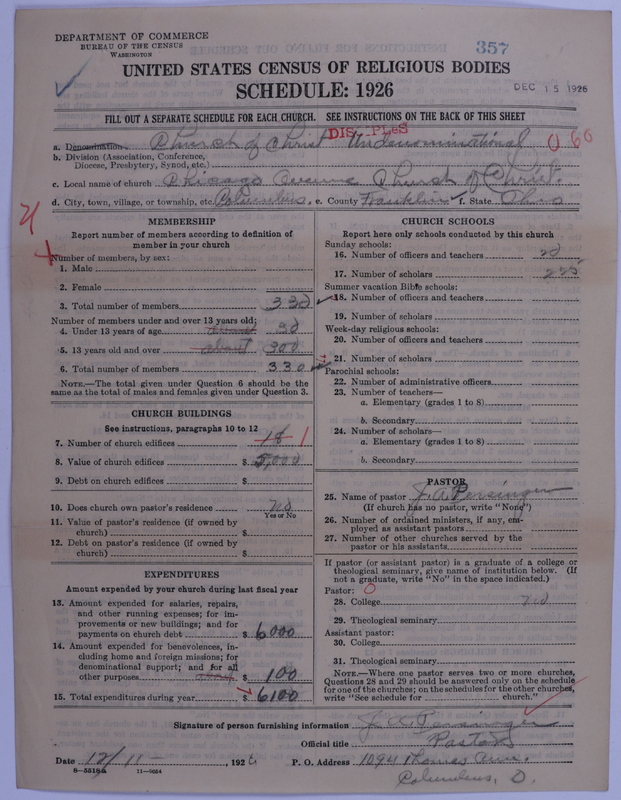 DEPARTMENT OF COMMERCE
BUREAU OF THE CENSUS
WASHINGTON
357
UNITED STATES CENSUS OF RELIGIOUS BODIES
SCHEDULE: 1926
DEC 15 1926
FILL OUT A SEPARATE SCHEDULE FOR EACH CHURCH. SEE INSTRUCTIONS ON THE BACK OF THIS SHEET
DIS PLeS
a. Denomination Church of Christ Undenominational 0 60
b. Division (Association, Conference,
Diocese, Presbytery, Synod, etc.)
c. Local name of church Chicago Avenue Church of Christ.
d. City, town, village, or township, etc. Columbus e. County Franklin f. State Ohio
MEMBERSHIP
Report number of members according to definition of
member in your church
Number of members, by sex:
1. Male
2. Female
3. Total number of members 330
Number of members under and over 13 years old:
4. Under 13 years of age about 30
5. 13 years old and over about 300
6. Total number of members 330
NOTE.—The total given under Question 6 should be the
same as the total of males and females given under Question 3.
CHURCH BUILDINGS
See instructions, paragraphs 10 to 12
7. Number of church edifices 1
8. Value of church edifices $ 5,000
9. Debt on church edifices $
10. Does church own pastor's residence no
Yes or No
11. Value of pastor's residence (if owned by
church) $
12. Debt on pastor's residence (if owned by
church) $
EXPENDITURES
Amount expended by your church during last fiscal year
13. Amount expended for salaries, repairs,
and other running expenses; for im-
provements or new buildings; and for
payments on church debt $ 6000
14. Amount expended for benevolences, in-
cluding home and foreign missions; for
denominational support; and for all
other purposes about $ 100
15. Total expenditures during year $ 6100
CHURCH SCHOOLS
Report here only schools conducted by this church
Sunday schools:
16. Number of officers and teachers 20
17. Number of scholars 225
Summer vacation Bible schools:
18. Number of officers and teachers
19. Number of scholars
Week-day religious schools:
20. Number of officers and teachers
21. Number of scholars
Parochial schools:
22. Number of administrative officers
23. Number of teachers—
a. Elementary (grades 1 to 8)
b. Secondary
24. Number of scholars—
a. Elementary (grades 1 to 8)
b. Secondary
PASTOR
25. Name of pastor J. A. Persinger
(If church has no pastor, write "None")
26. Number of ordained ministers, if any, em-
ployed as assistant pastors
27. Number of other churches served by the
pastor or his assistants
If pastor (or assistant pastor) is a graduate of a college or
theological seminary, give name of institution below. (If
not a graduate, write "No" in the space indicated.)
Pastor: 0
28. College no
29. Theological seminary
Assistant pastor:
30. College
31. Theological seminary
NOTE.—Where one pastor serves two or more churches,
Questions 28 and 29 should be answered only on the schedule
for one of the churches; on the schedules for the other churches,
write "See schedule for church."
Signature of person furnishing information J. A. Persinger
Official title Pastor
Date 12/11 1926 P. O. Address 1094 Thomas Ave.
8—5518a 11—9064
Columbus, O.